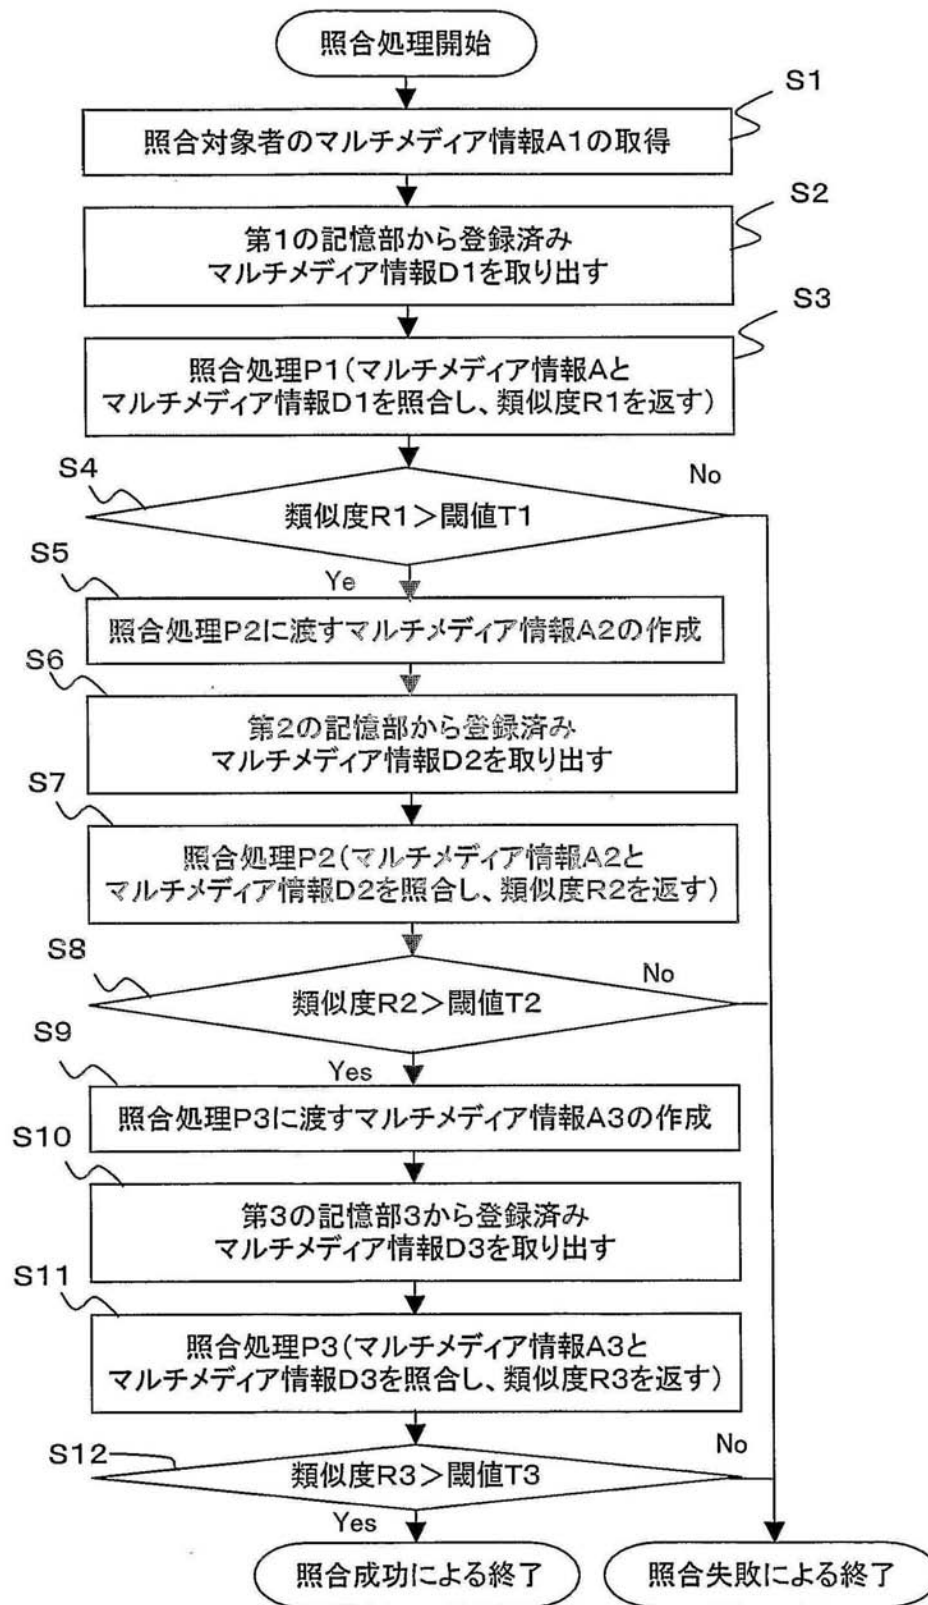 照合処理開始
S1
照合対象者のマルチメディア情報A1の取得
S2
第1の記憶部から登録済み
マルチメディア情報D1を取り出す
S3
照合処理P1(マルチメディア情報Aと
マルチメディア情報D1を照合し、類似度R1を返す)
S4
No
類似度R1>閾値T1
S5
Ye
照合処理P2に渡すマルチメディア情報A2の作成
S6
第2の記憶部から登録済み
マルチメディア情報D2を取り出す
S7
照合処理P2(マルチメディア情報A2と
マルチメディア情報D2を照合し、類似度R2を返す)
S8
No
類似度R2>閾値T2
S9
Yes
照合処理P3に渡すマルチメディア情報A3の作成
S10
第3の記憶部3から登録済み
マルチメディア情報D3を取り出す
S11
照合処理P3(マルチメディア情報A3と
マルチメディア情報D3を照合し、類似度R3を返す)
S12
No
類似度R3>閾値T3
Yes
照合成功による終了
照合失敗による終了